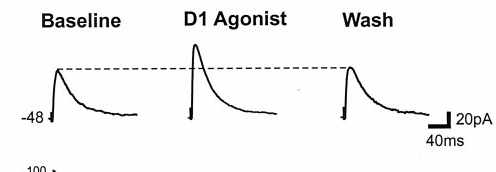 Baseline
D1 Agonist
Wash
-48
20pA
40ms
100